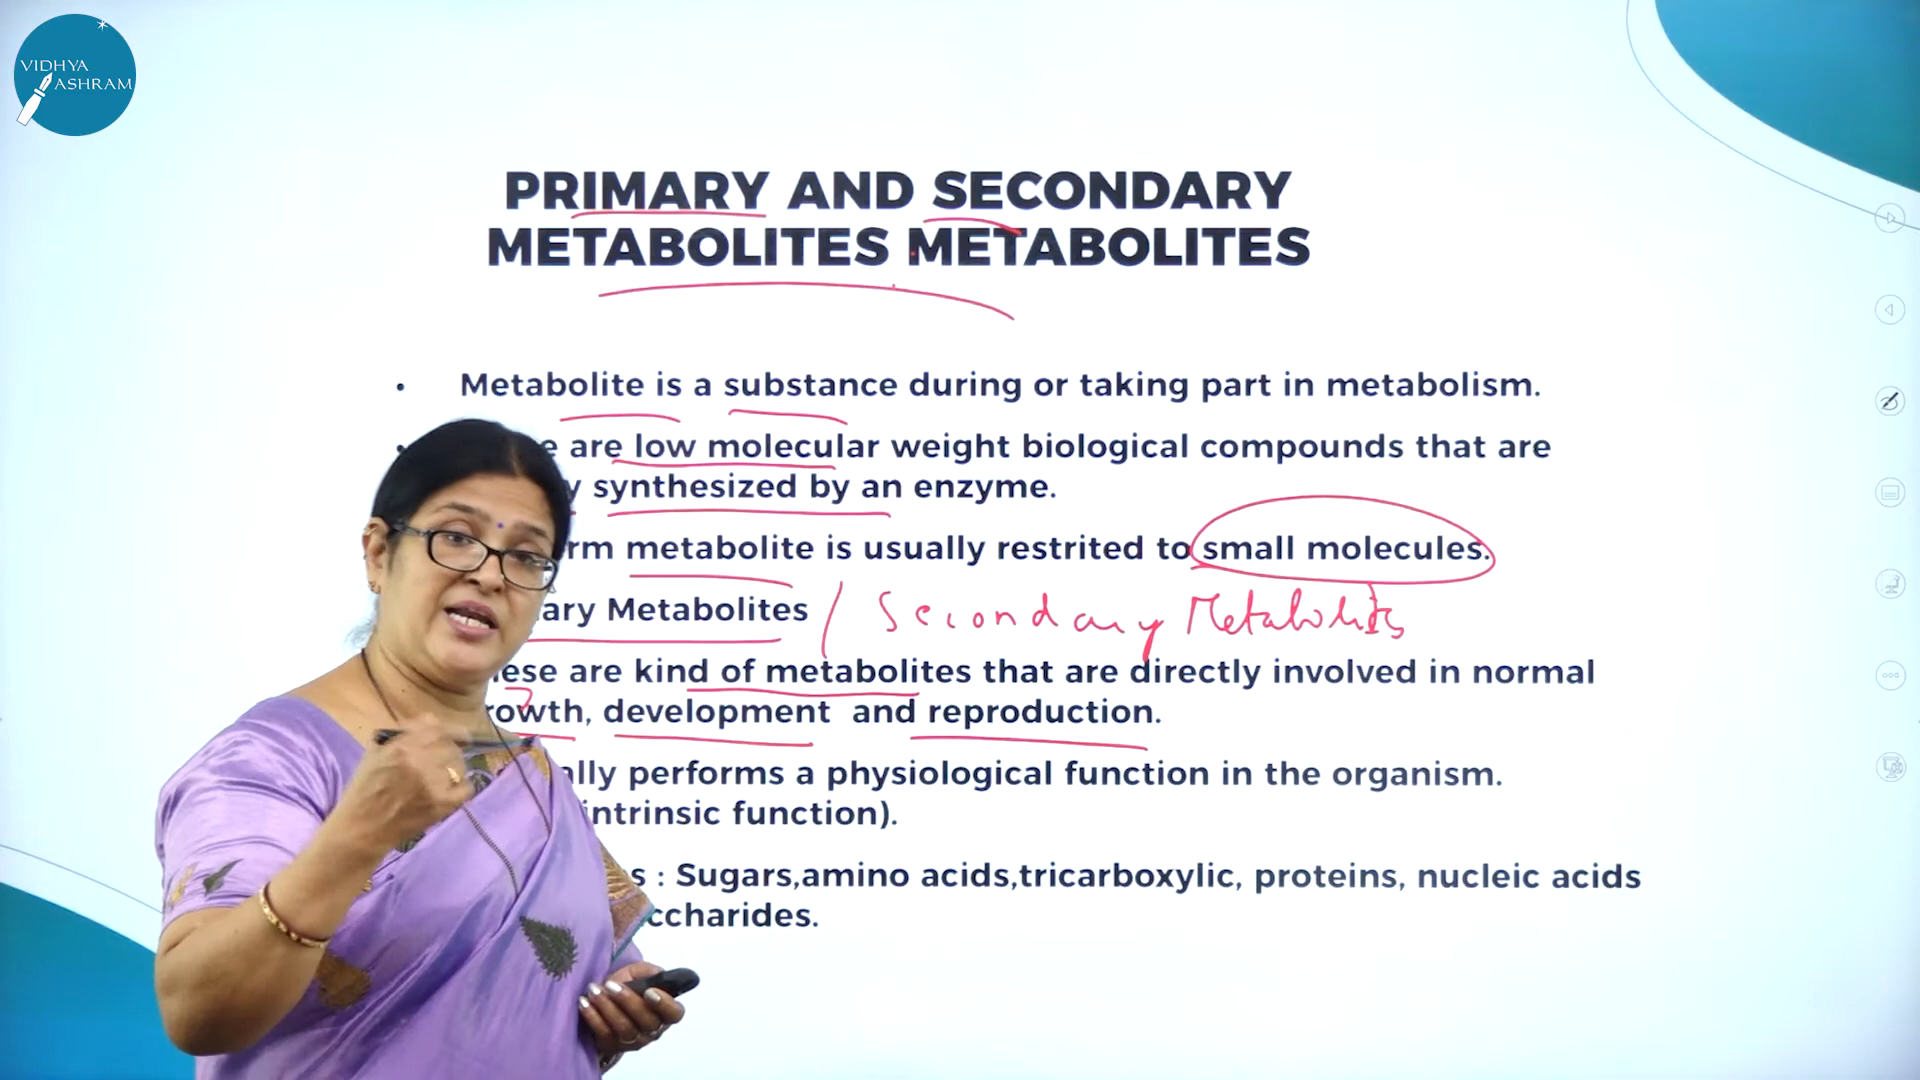 VIDHYA
ASHRAM
PRIMARY AND SECONDARY
METABOLITES METABOLITES
• Metabolite is a substance during or taking part in metabolism.
are low molecular weight biological compounds that are
synthesized by an enzyme.
metabolite is usually restrited to small molecules.
Metabolites / Secondary Metabolites
are kind of metabolites that are directly involved in normal
development and reproduction.
performs a physiological function in the organism.
intrinsic function).
: Sugars,amino acids,tricarboxylic, proteins, nucleic acids